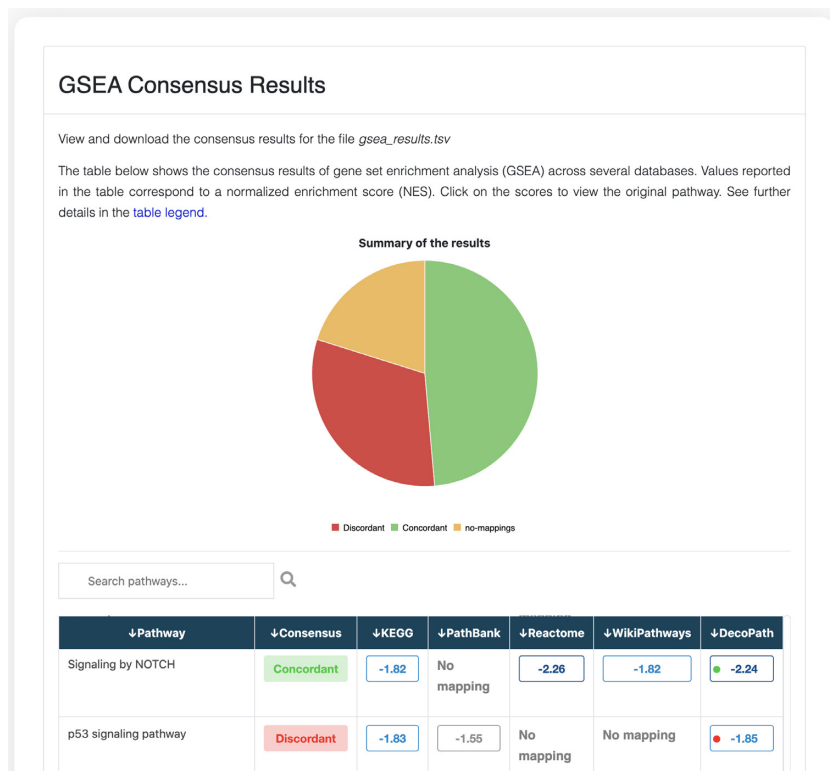 GSEA Consensus Results
View and download the consensus results for the file gsea_results.tsv
The table below shows the consensus results of gene set enrichment analysis (GSEA) across several databases. Values reported
in the table correspond to a normalized enrichment score (NES). Click on the scores to view the original pathway. See further
details in the table legend.
Summary of the results
Discordant Concordant no-mappings
Search pathways...
↓Pathway ↓Consensus ↓KEGG ↓PathBank ↓Reactome ↓WikiPathways ↓DecoPath
Signaling by NOTCH Concordant -1.82 No mapping -2.26 -1.82 -2.24
p53 signaling pathway Discordant -1.83 -1.55 No mapping No mapping -1.85